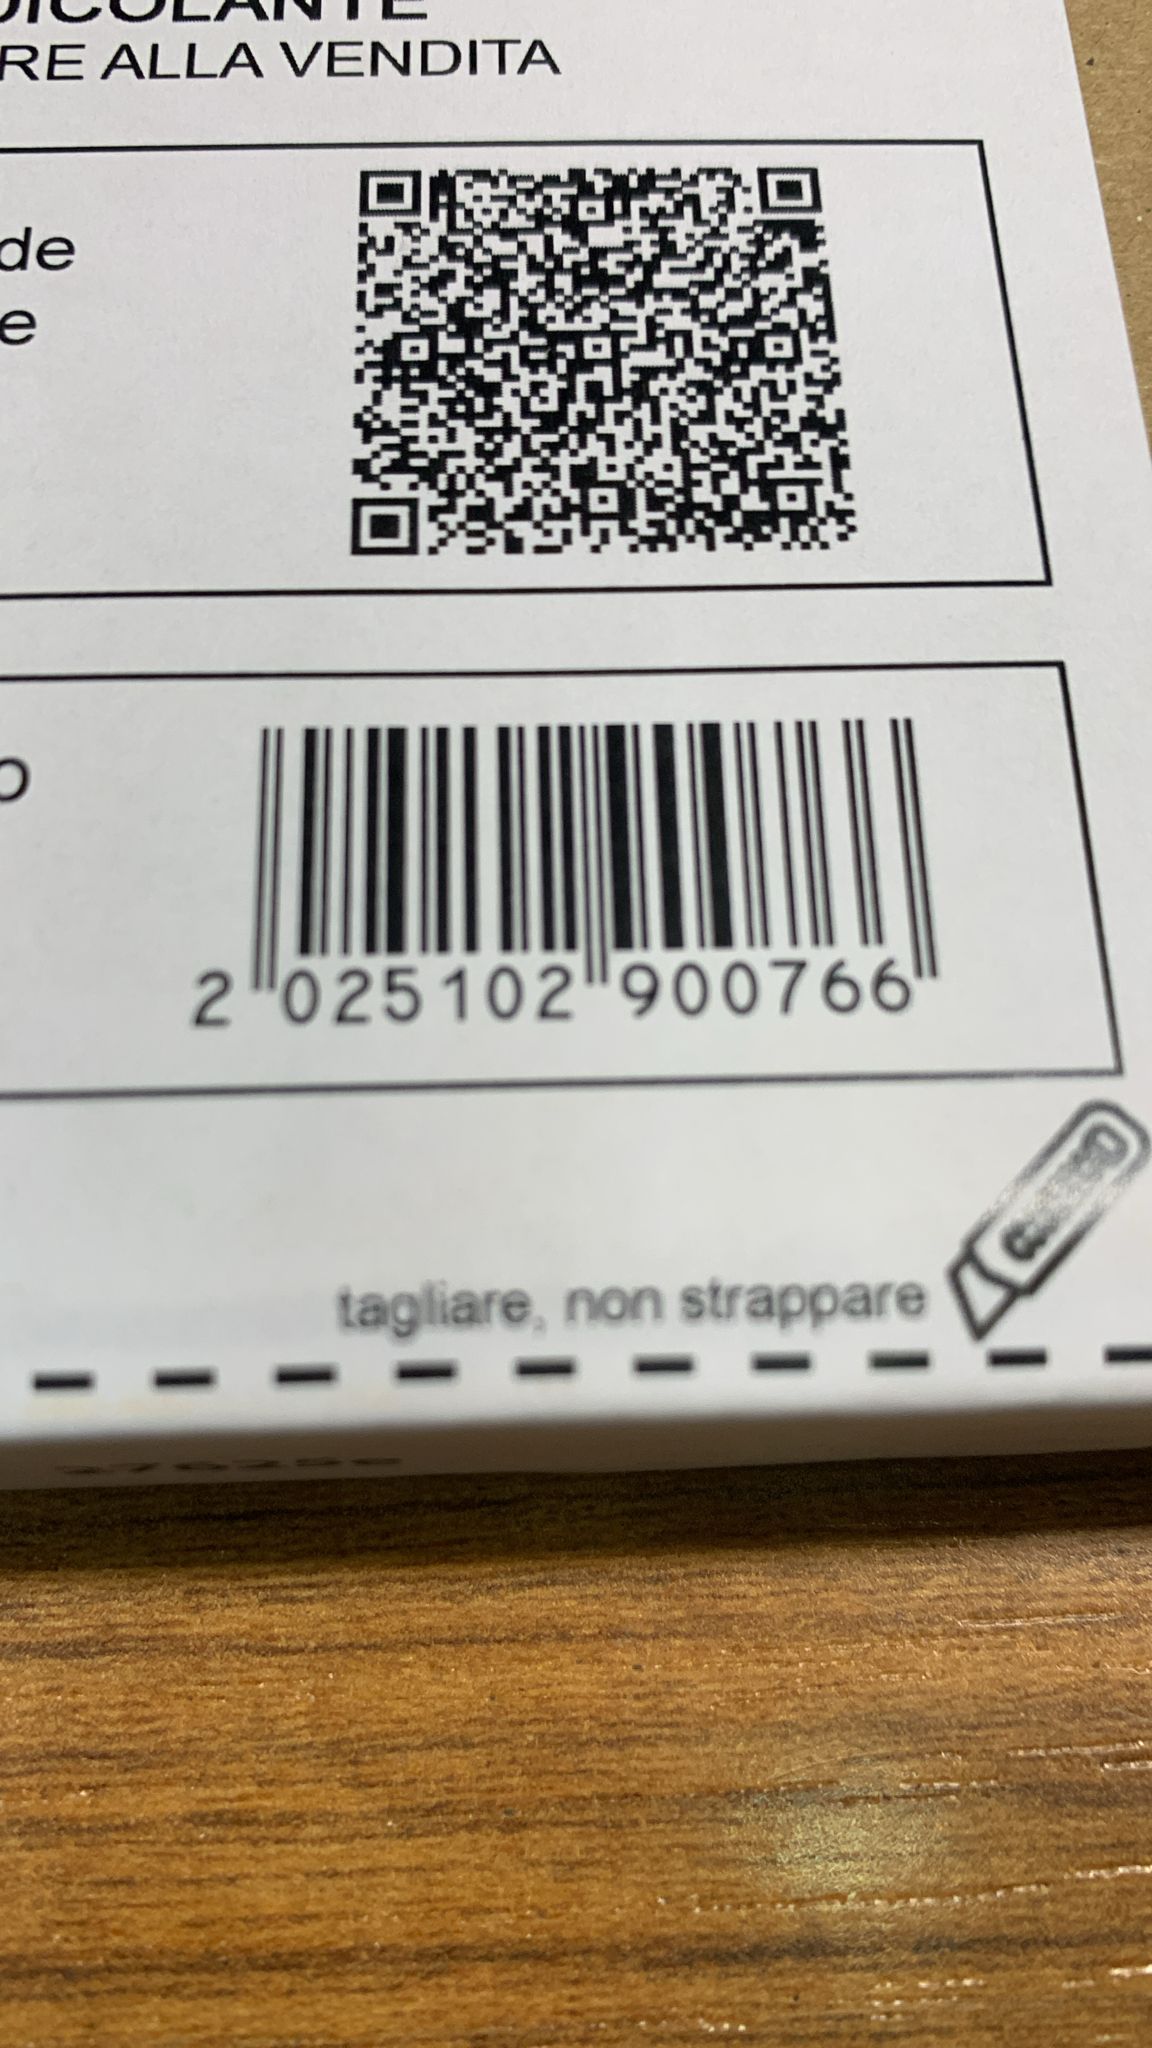 RE ALLA VENDITA
de
e
o
2 025102 900766
tagliare, non strappare